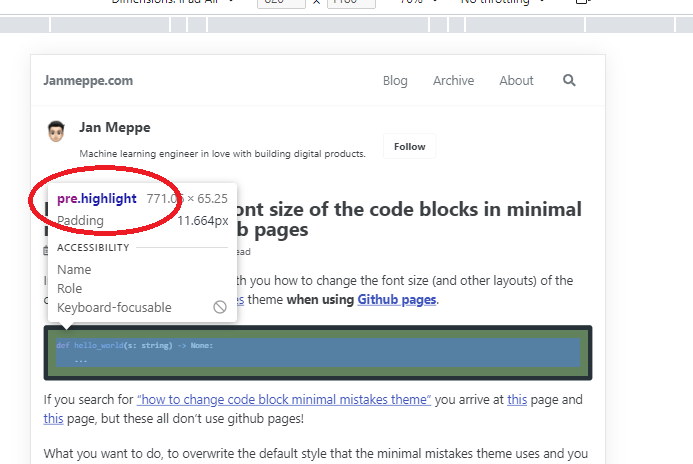 Dimensions: iPad Air 820 x 1180 70% No throttling
Janmeppe.com Blog Archive About
Jan Meppe
Machine learning engineer in love with building digital products. Follow
pre.highlight 771.05 × 65.25
Padding 11.664px
ACCESSIBILITY
Name
Role
Keyboard-focusable
ont size of the code blocks in minimal
b pages
ead
th you how to change the font size (and other layouts) of the
es theme when using Github pages.
def hello_world(s: string) -> None:
...
If you search for “how to change code block minimal mistakes theme” you arrive at this page and
this page, but these all don’t use github pages!
What you want to do, to overwrite the default style that the minimal mistakes theme uses and you